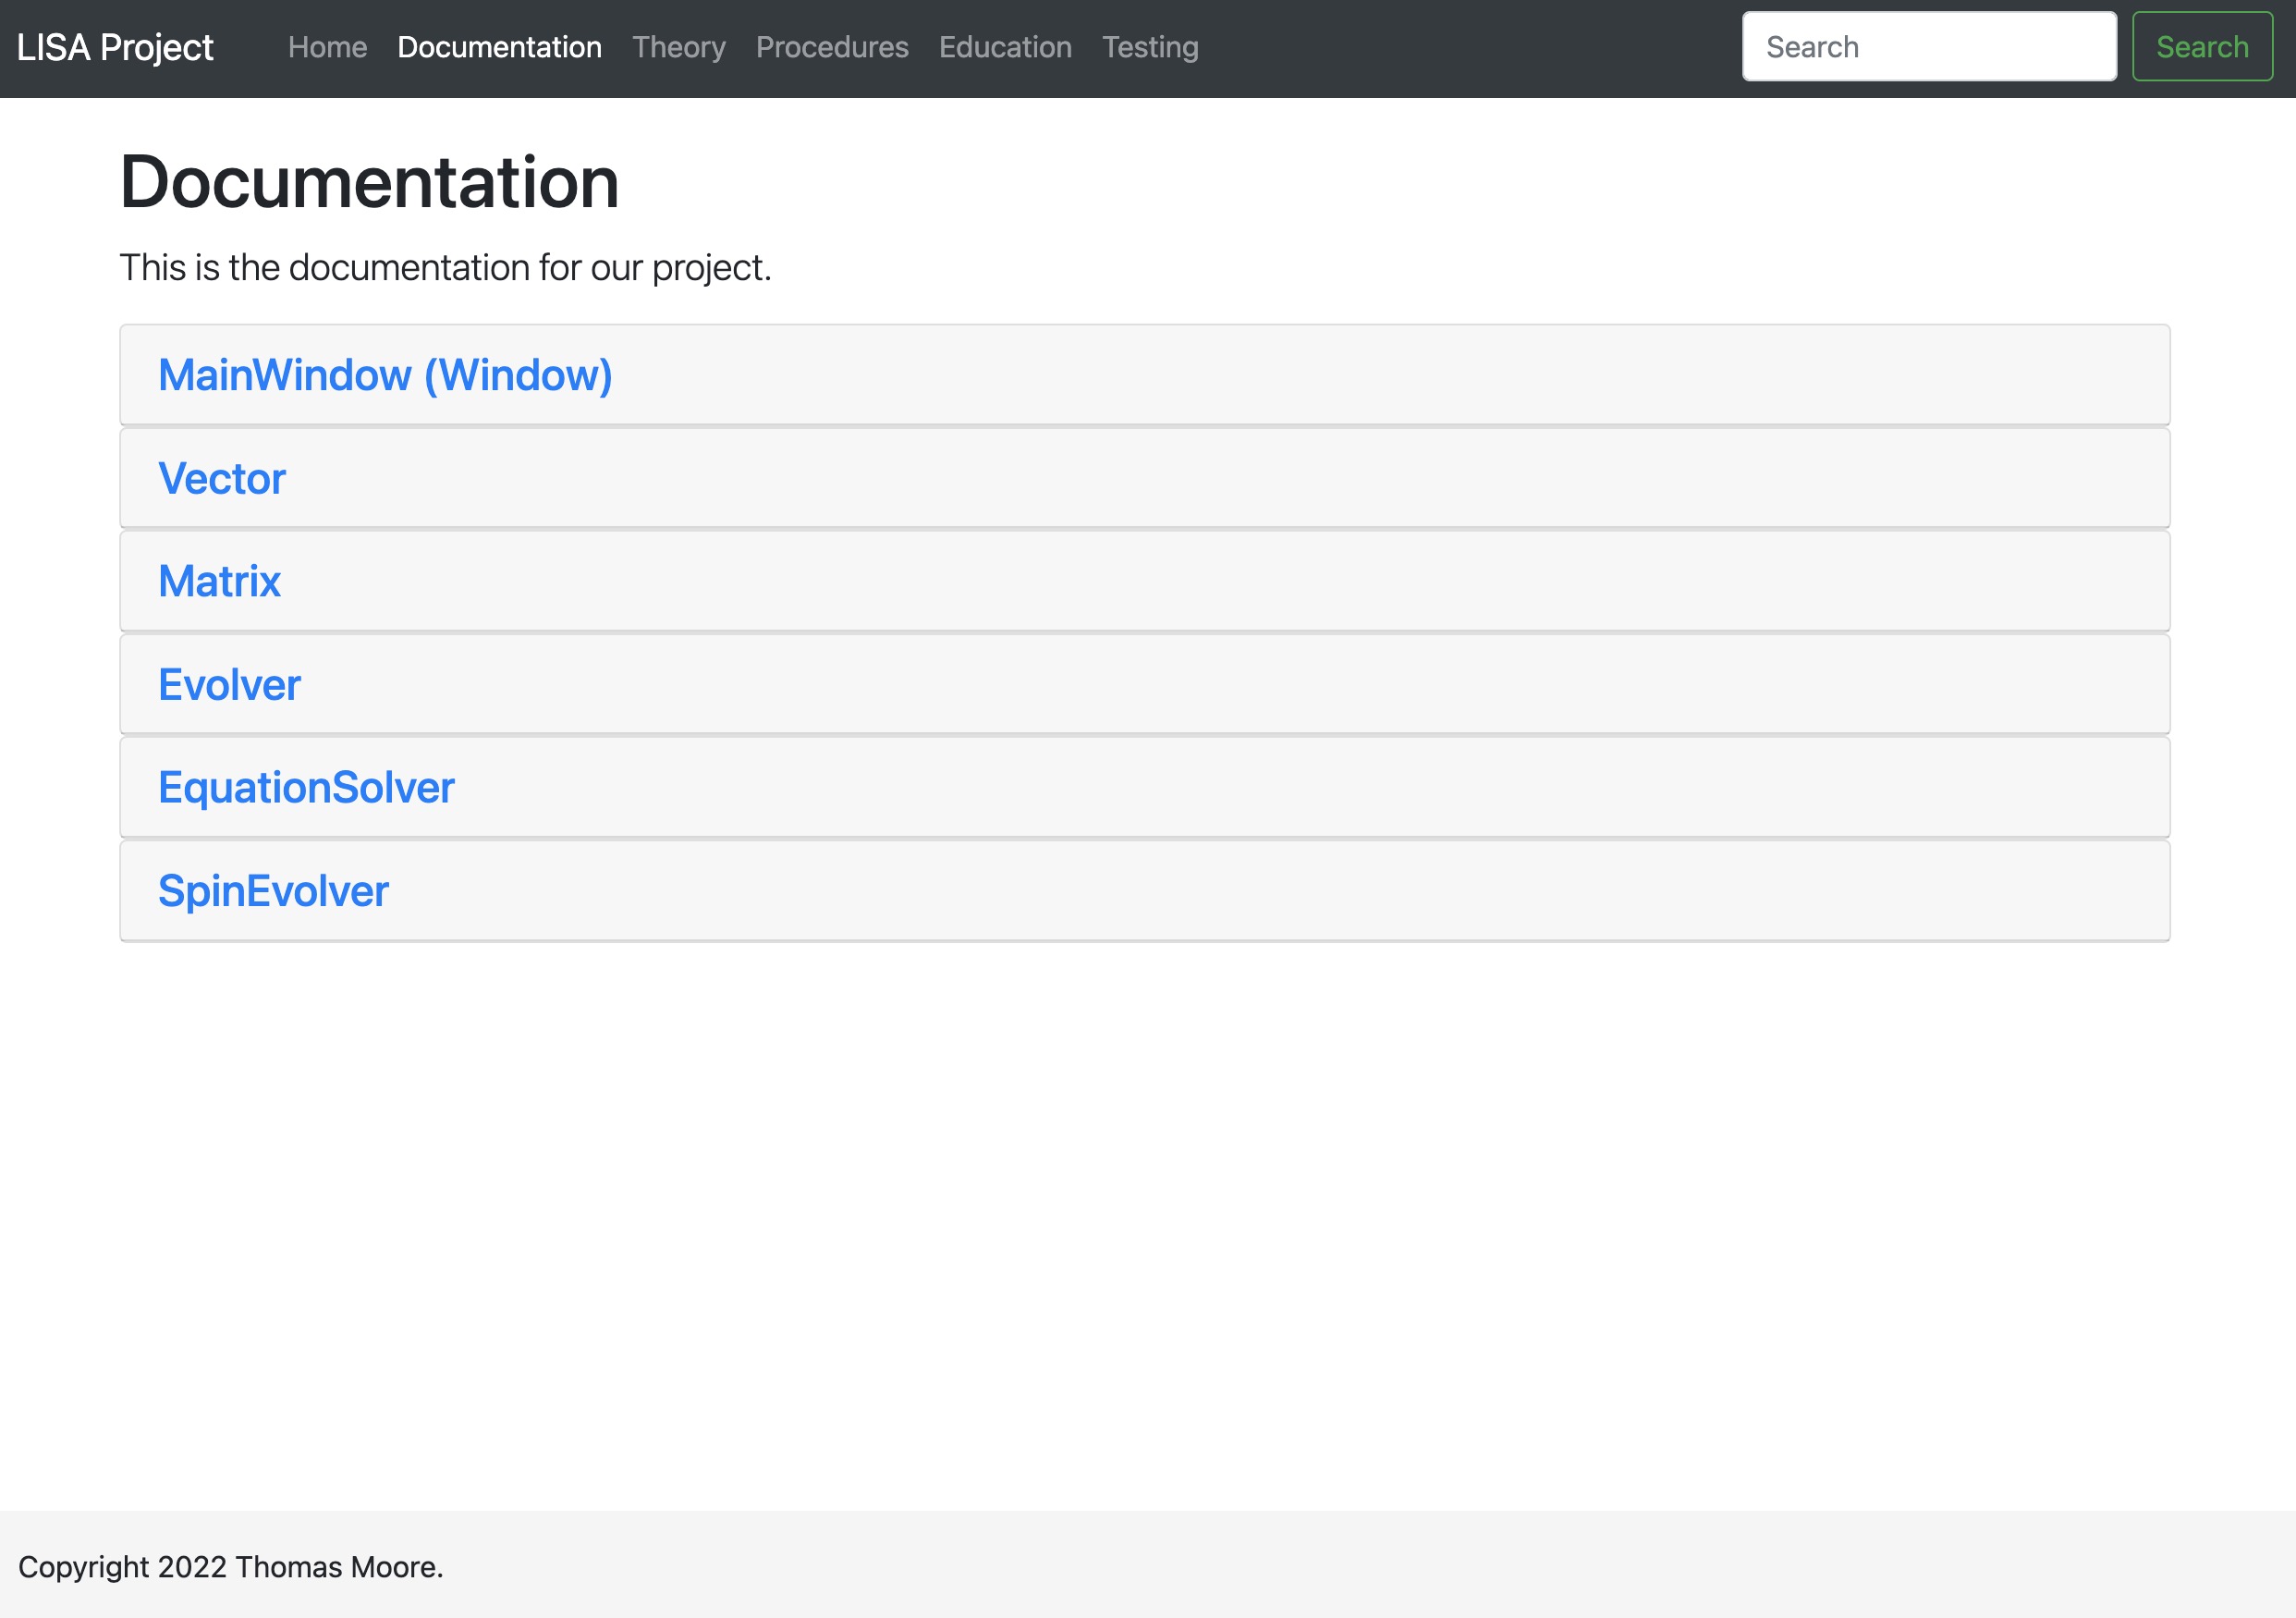 LISA Project Home Documentation Theory Procedures Education Testing Search Search
Documentation
This is the documentation for our project.
MainWindow (Window)
Vector
Matrix
Evolver
EquationSolver
SpinEvolver
Copyright 2022 Thomas Moore.